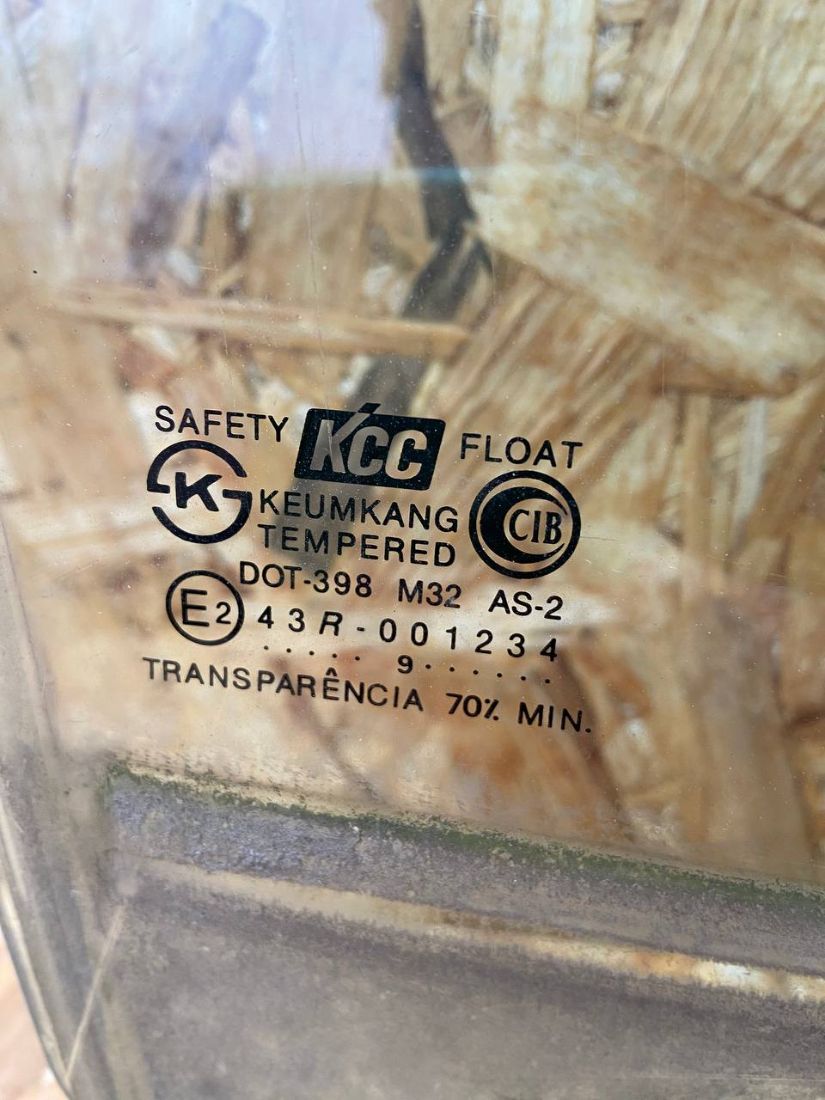 SAFETY KCC FLOAT
K KEUMKANG CIB
TEMPERED
DOT-398 M32 AS-2
E2 43R-001234
.....9......
TRANSPARÊNCIA 70% MIN.